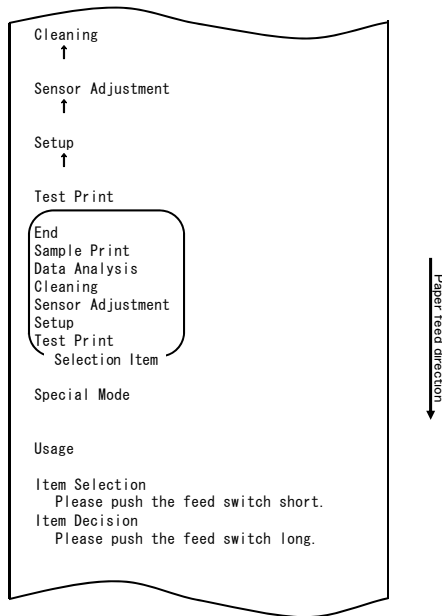 Cleaning
↑
Sensor Adjustment
↑
Setup
↑
Test Print
End
Sample Print
Data Analysis
Cleaning
Sensor Adjustment
Setup
Test Print
Selection Item
Special Mode
Usage
Item Selection
Please push the feed switch short.
Item Decision
Please push the feed switch long.
Paper feed direction